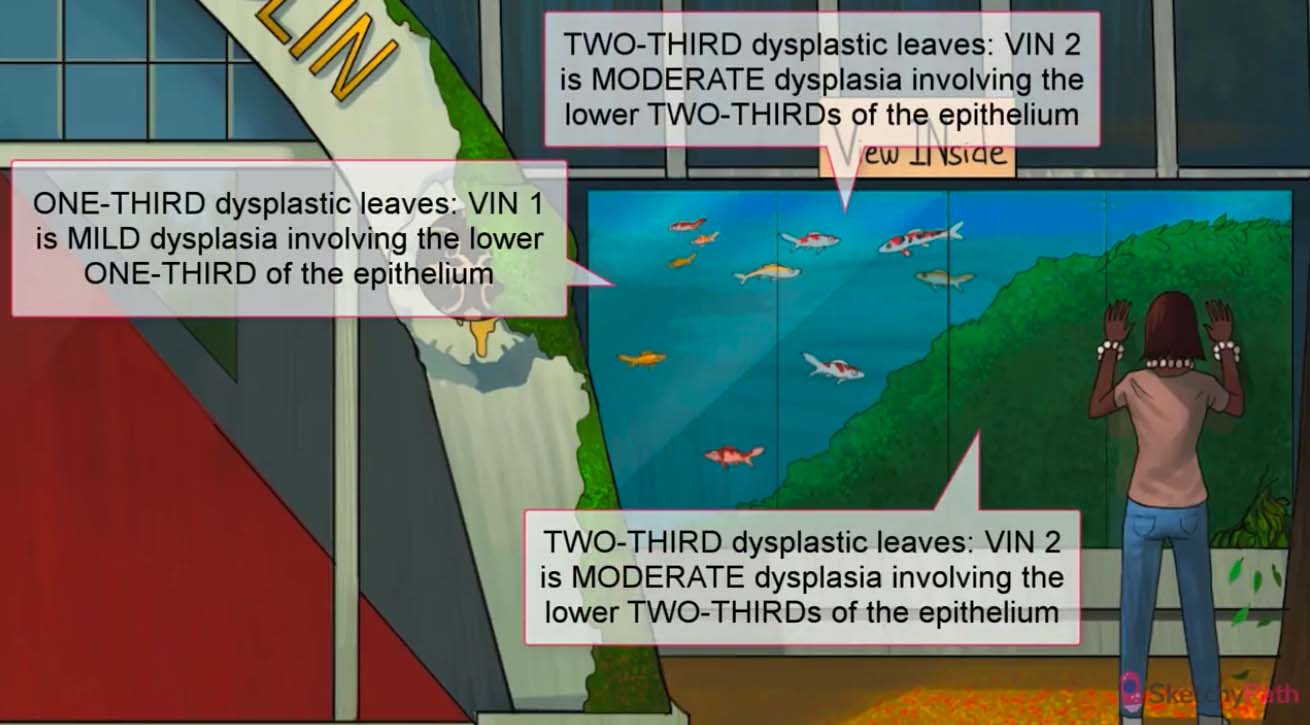 LIN
TWO-THIRD dysplastic leaves: VIN 2
is MODERATE dysplasia involving the
lower TWO-THIRDs of the epithelium
View INside
ONE-THIRD dysplastic leaves: VIN 1
is MILD dysplasia involving the lower
ONE-THIRD of the epithelium
TWO-THIRD dysplastic leaves: VIN 2
is MODERATE dysplasia involving the
lower TWO-THIRDs of the epithelium
SketchyPath